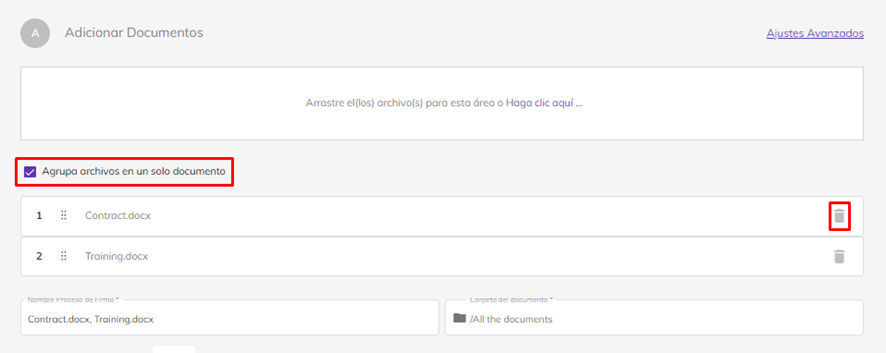 A Adicionar Documentos Ajustes Avanzados
Arrastre el(los) archivo(s) para esta área o Haga clic aquí ...
Agrupa archivos en un solo documento
1 Contract.docx
2 Training.docx
Nombre Proceso de Firma * Carpeta del documento *
Contract.docx, Training.docx /All the documents